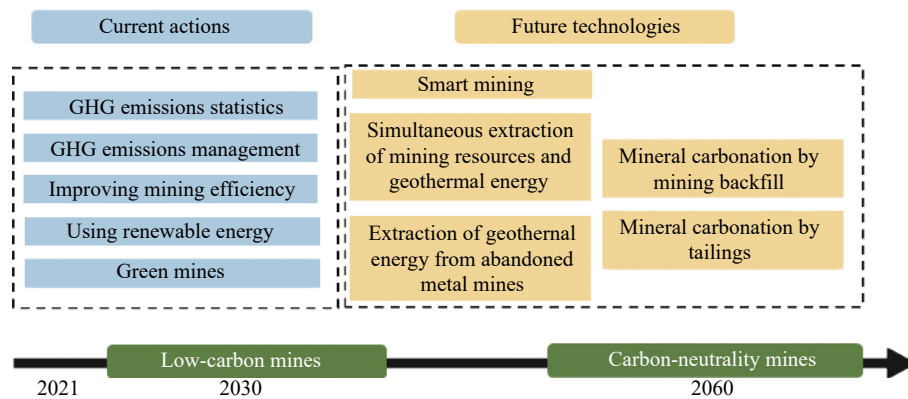 Current actions
Future technologies
GHG emissions statistics
GHG emissions management
Improving mining efficiency
Using renewable energy
Green mines
Smart mining
Simultaneous extraction
of mining resources and
geothermal energy
Extraction of geothernal
energy from abandoned
metal mines
Mineral carbonation by
mining backfill
Mineral carbonation by
tailings
Low-carbon mines
Carbon-neutrality mines
2021
2030
2060